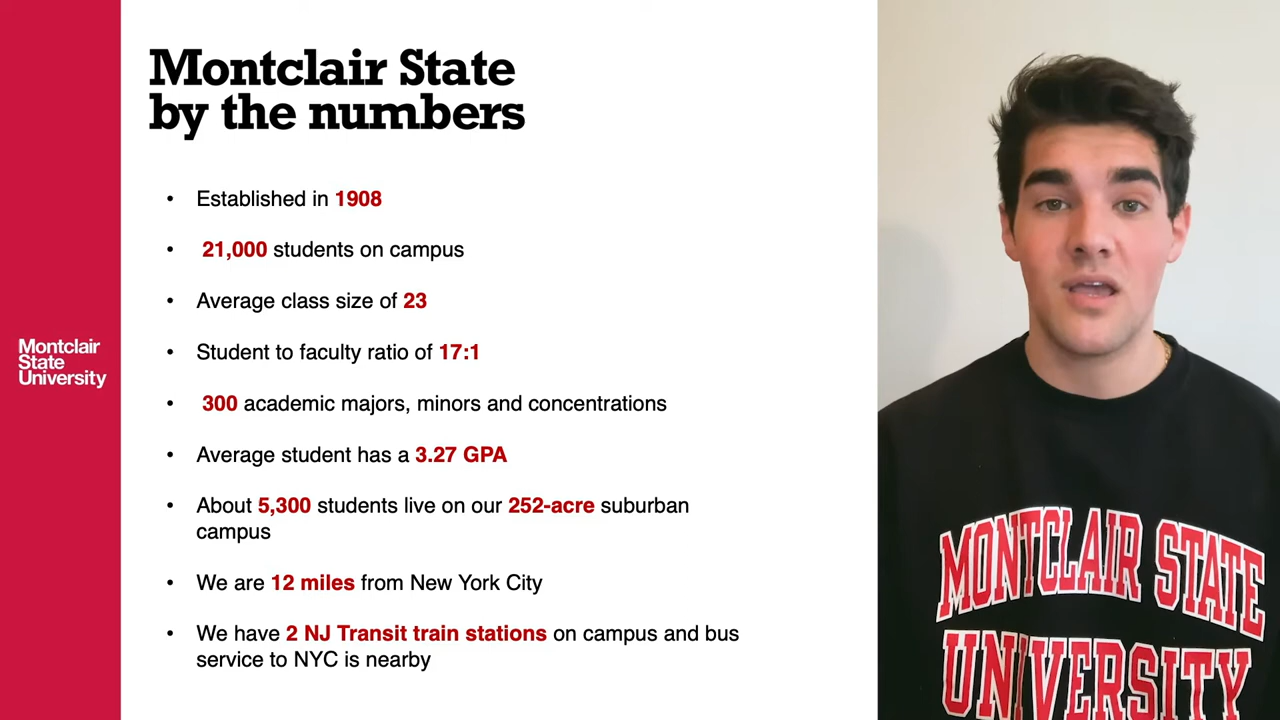 Montclair State
by the numbers
• Established in 1908
• 21,000 students on campus
• Average class size of 23
• Student to faculty ratio of 17:1
• 300 academic majors, minors and concentrations
• Average student has a 3.27 GPA
• About 5,300 students live on our 252-acre suburban
campus
• We are 12 miles from New York City
• We have 2 NJ Transit train stations on campus and bus
service to NYC is nearby
Montclair
State
University
MONTCLAIR STATE
UNIVERSITY